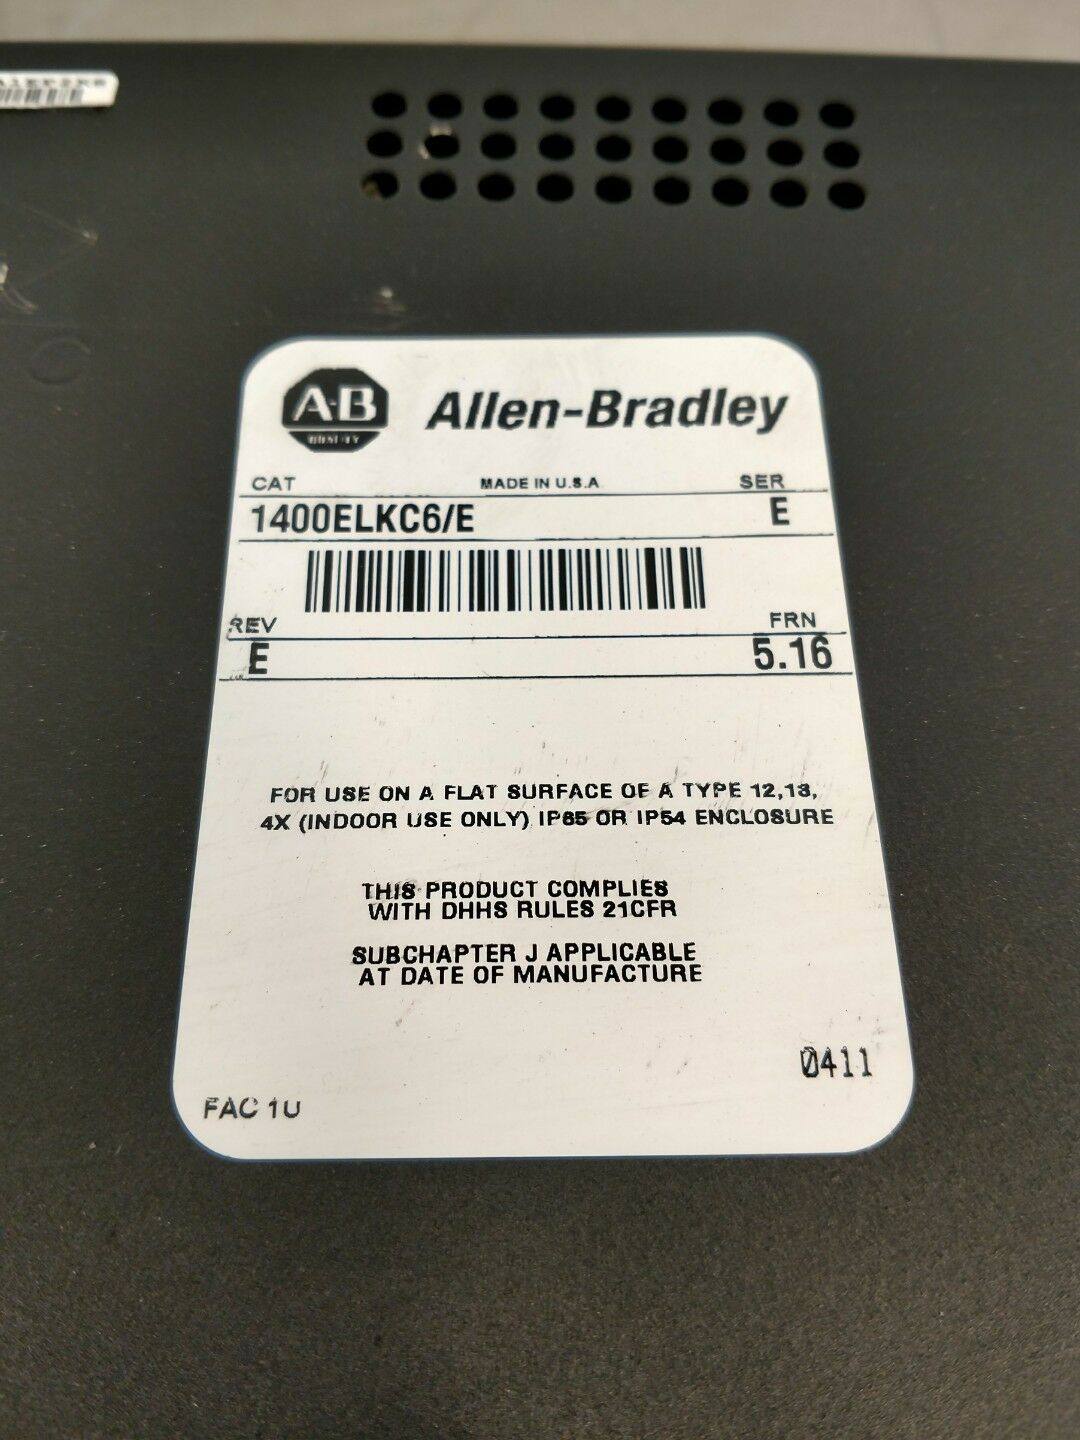 A-B
Allen-Bradley
CAT MADE IN U.S.A. SER
1400ELKC6/E E
REV FRN
E 5.16
FOR USE ON A FLAT SURFACE OF A TYPE 12,13,
4X (INDOOR USE ONLY) IP65 OR IP54 ENCLOSURE
THIS PRODUCT COMPLIES
WITH DHHS RULES 21CFR
SUBCHAPTER J APPLICABLE
AT DATE OF MANUFACTURE
0411
FAC 1U